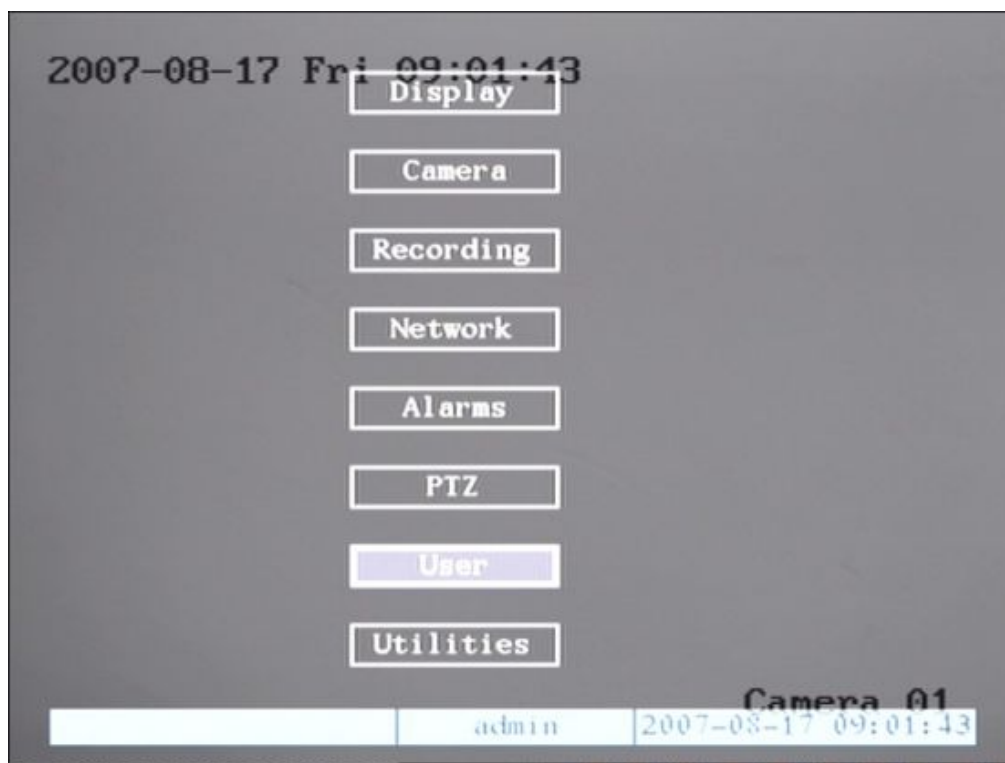 2007-08-17 Fri 09:01:43
Display
Camera
Recording
Network
Alarms
PTZ
User
Utilities
Camera 01
admin
2007-08-17 09:01:43